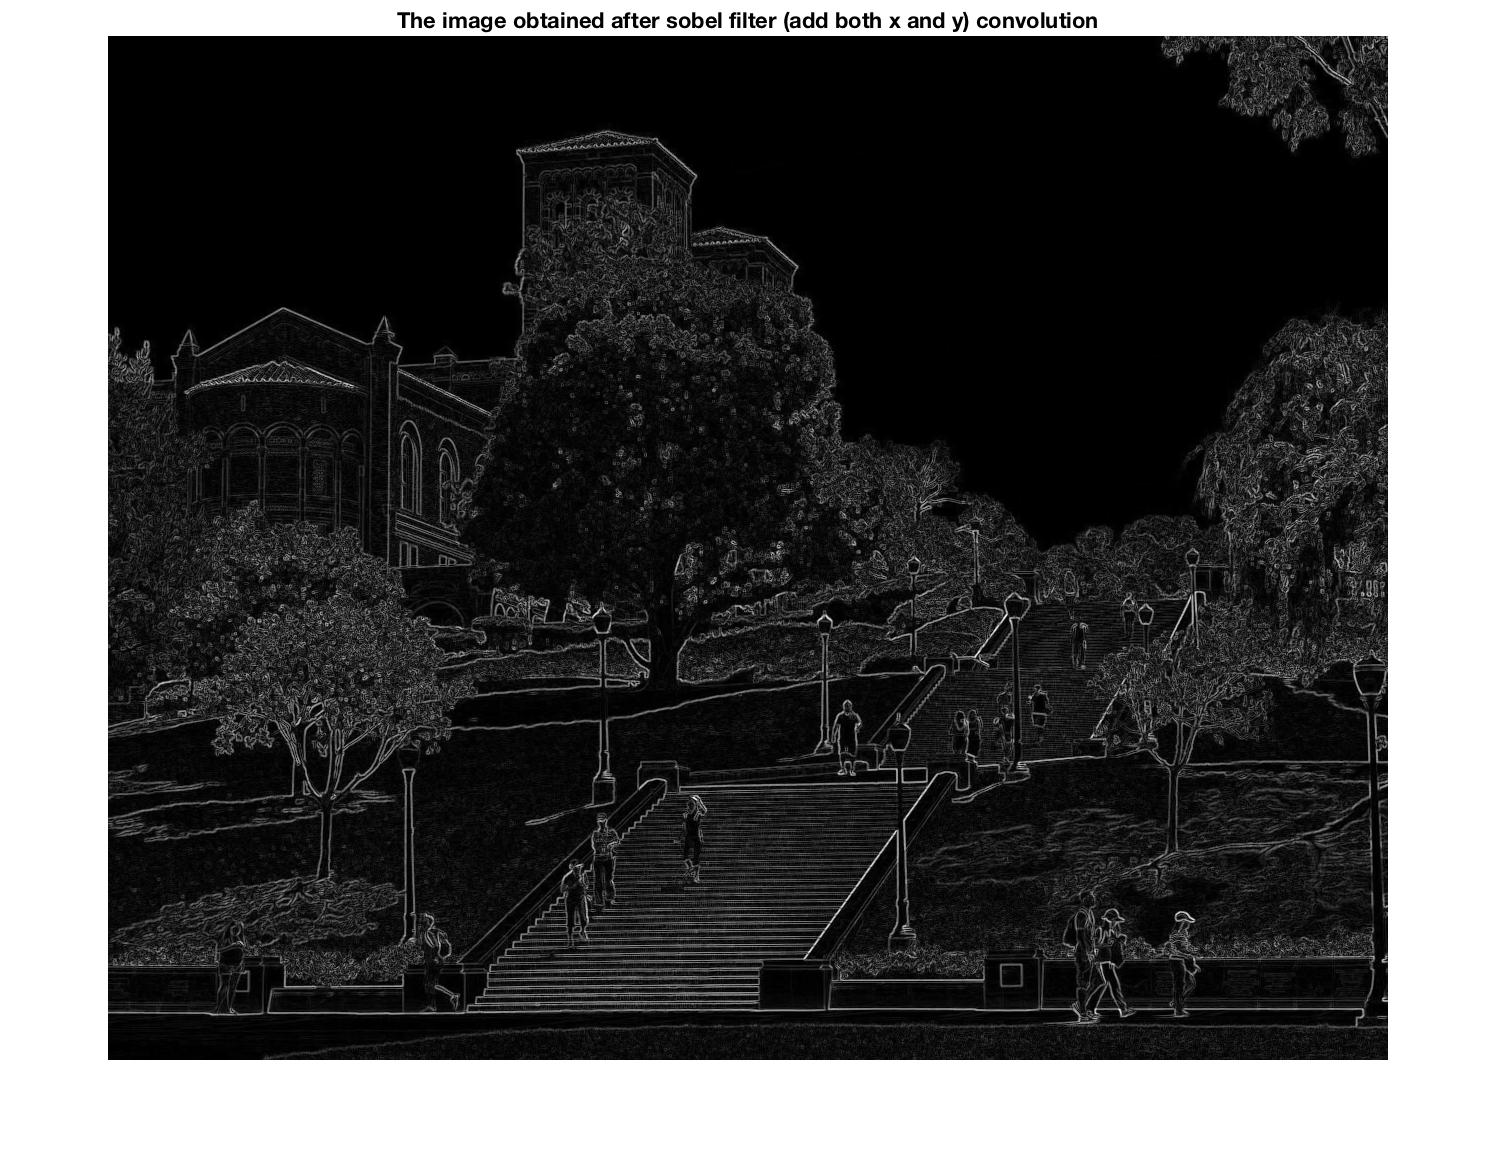 The image obtained after sobel filter (add both x and y) convolution